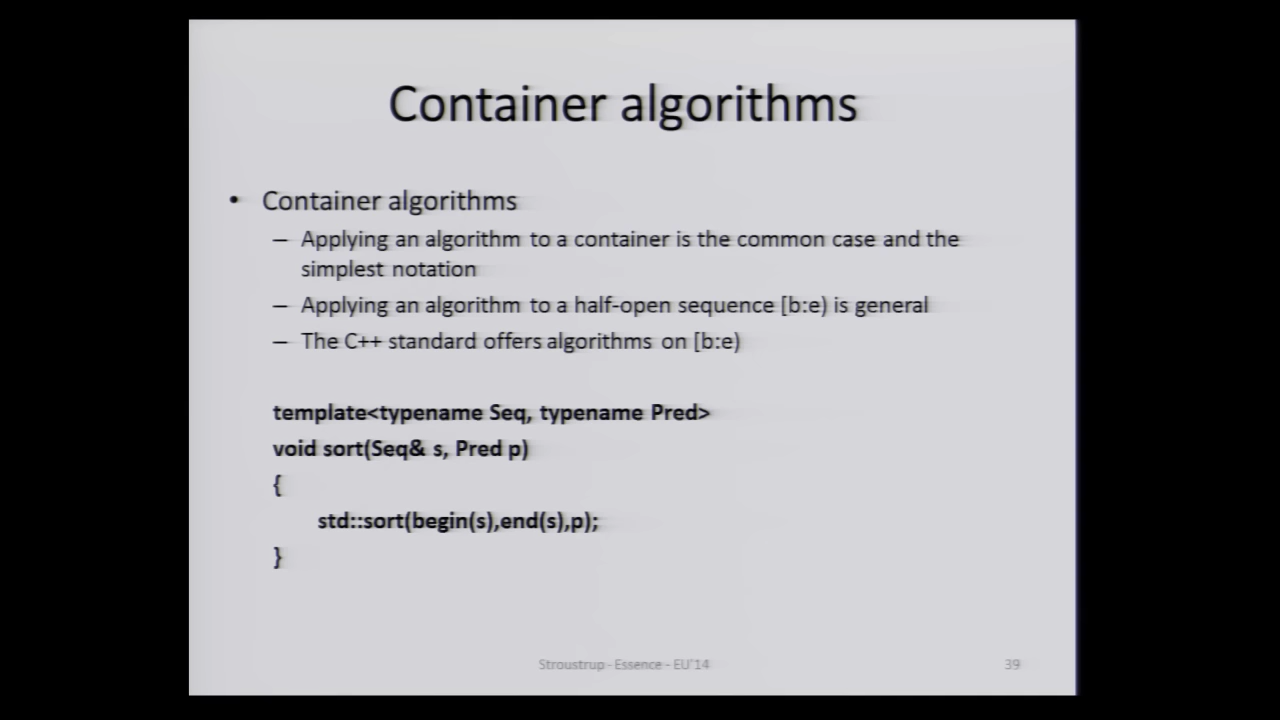 Container algorithms
• Container algorithms
– Applying an algorithm to a container is the common case and the
simplest notation
– Applying an algorithm to a half-open sequence [b:e) is general
– The C++ standard offers algorithms on [b:e)
template<typename Seq, typename Pred>
void sort(Seq& s, Pred p)
{
std::sort(begin(s),end(s),p);
}
Stroustrup - Essence - EU'14
39